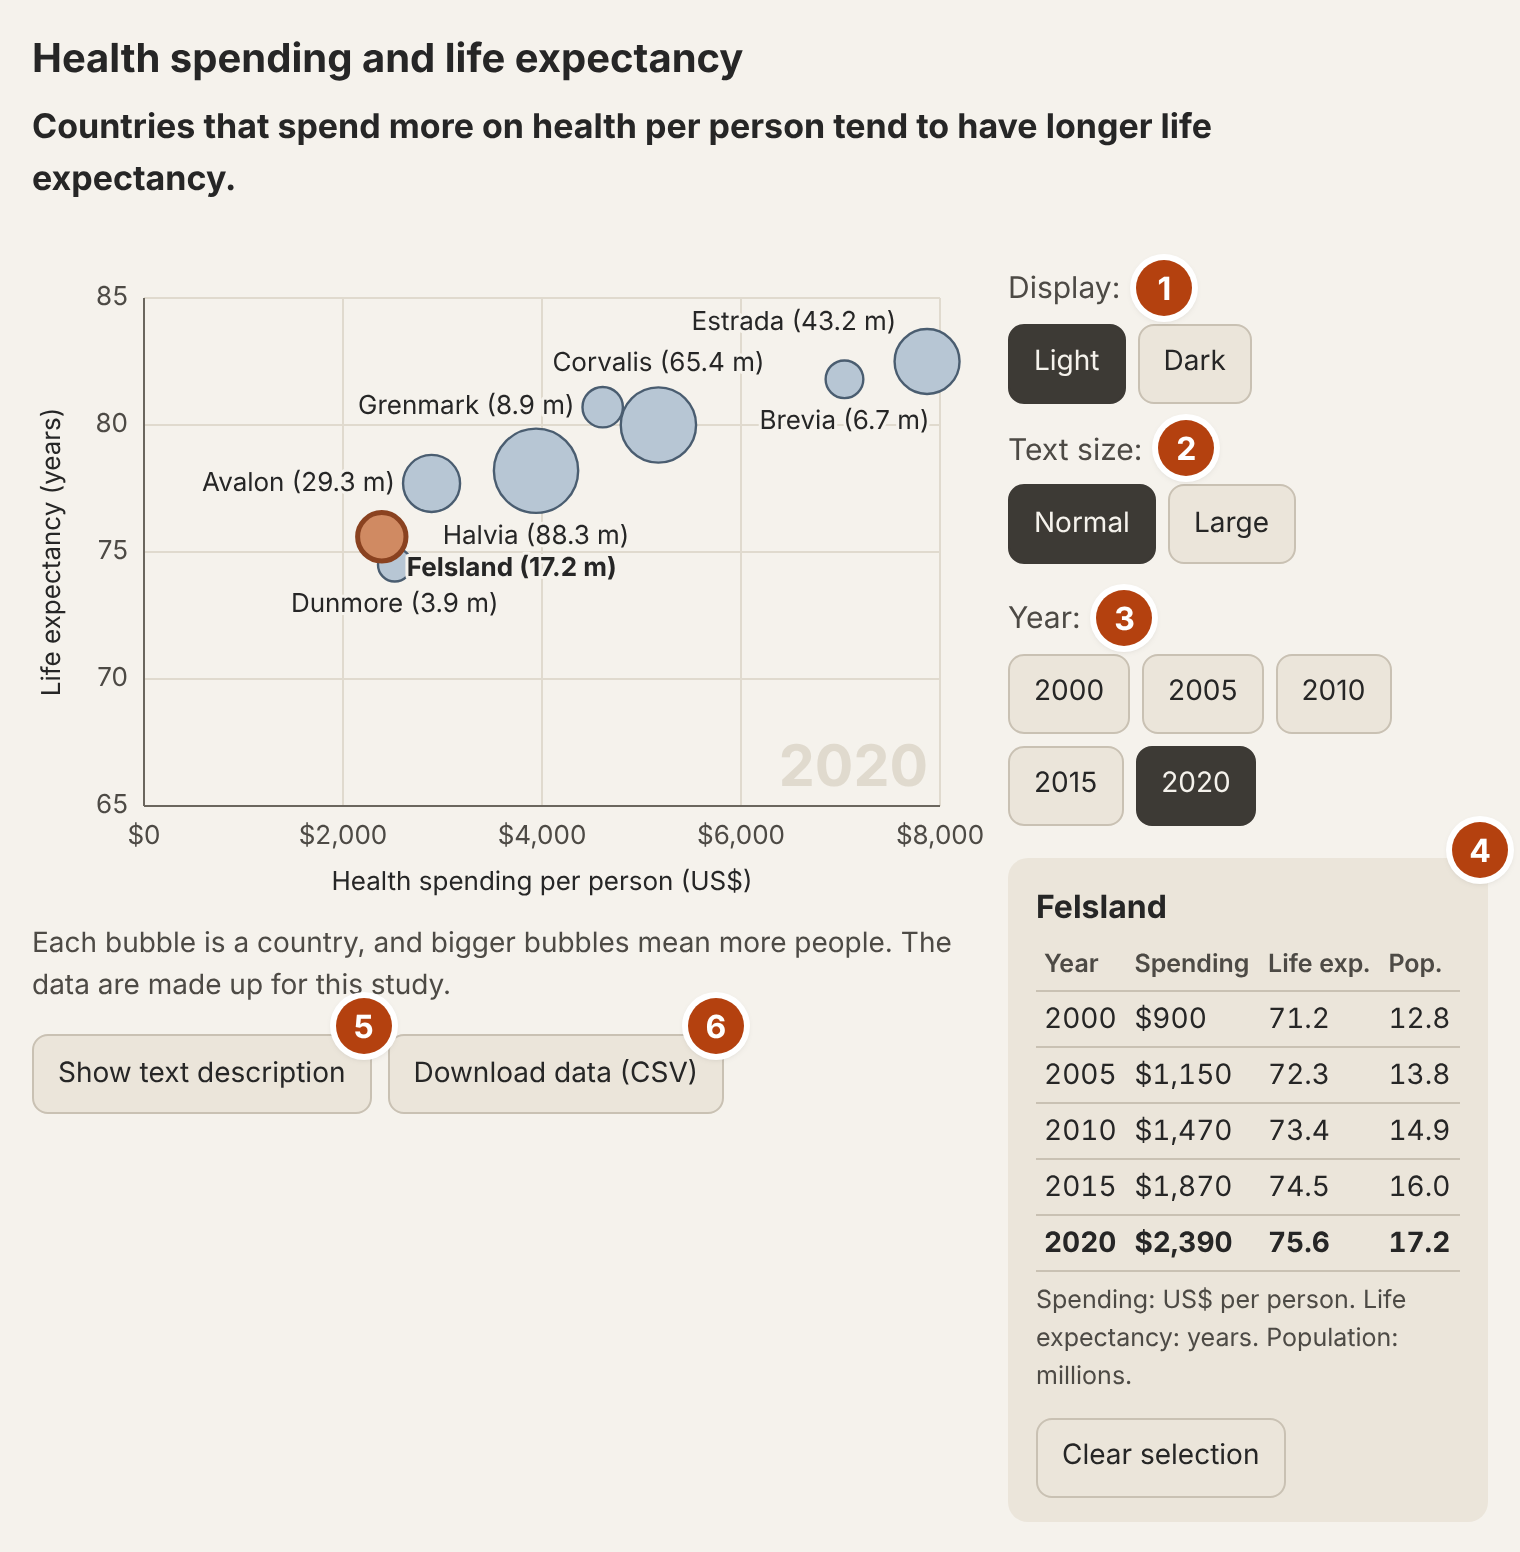 Health spending and life expectancy
Countries that spend more on health per person tend to have longer life
expectancy.
85
80
75
70
65
Life expectancy (years)
Estrada (43.2 m)
Corvalis (65.4 m)
Grenmark (8.9 m)
Brevia (6.7 m)
Avalon (29.3 m)
Halvia (88.3 m)
Felsland (17.2 m)
Dunmore (3.9 m)
2020
$0
$2,000
$4,000
$6,000
$8,000
Health spending per person (US$)
Each bubble is a country, and bigger bubbles mean more people. The
data are made up for this study.
5
6
Show text description
Download data (CSV)
Display: 1
Light Dark
Text size: 2
Normal Large
Year: 3
2000 2005 2010
2015 2020
4
Felsland
Year Spending Life exp. Pop.
2000 $900 71.2 12.8
2005 $1,150 72.3 13.8
2010 $1,470 73.4 14.9
2015 $1,870 74.5 16.0
2020 $2,390 75.6 17.2
Spending: US$ per person. Life
expectancy: years. Population:
millions.
Clear selection